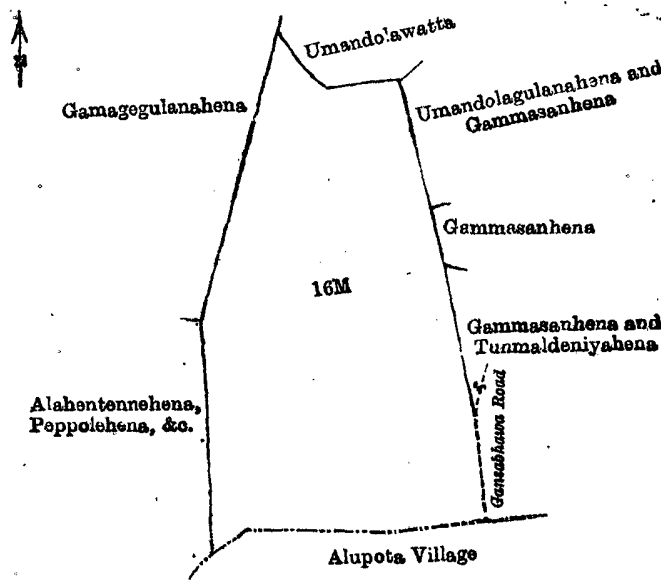 N
Umandolawatta
Gamagegulanahena
Umandolagulanahena and
Gammasanhena
Gammasanhena
16M
Gammasanhena and
Tunmaldeniyahena
Alahentennehena,
Peppolehena, &c.
Gansabhawa Road
Alupota Village